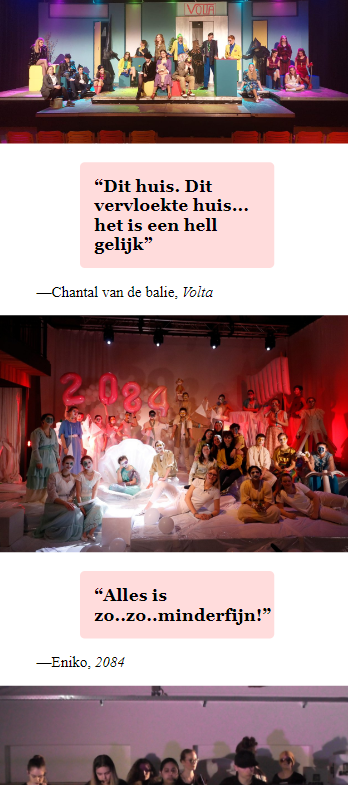 VOLTA
“Dit huis. Dit
vervloekte huis...
het is een hell
gelijk”
—Chantal van de balie, Volta
2084
“Alles is
zo..zo..minderfijn!”
—Eniko, 2084